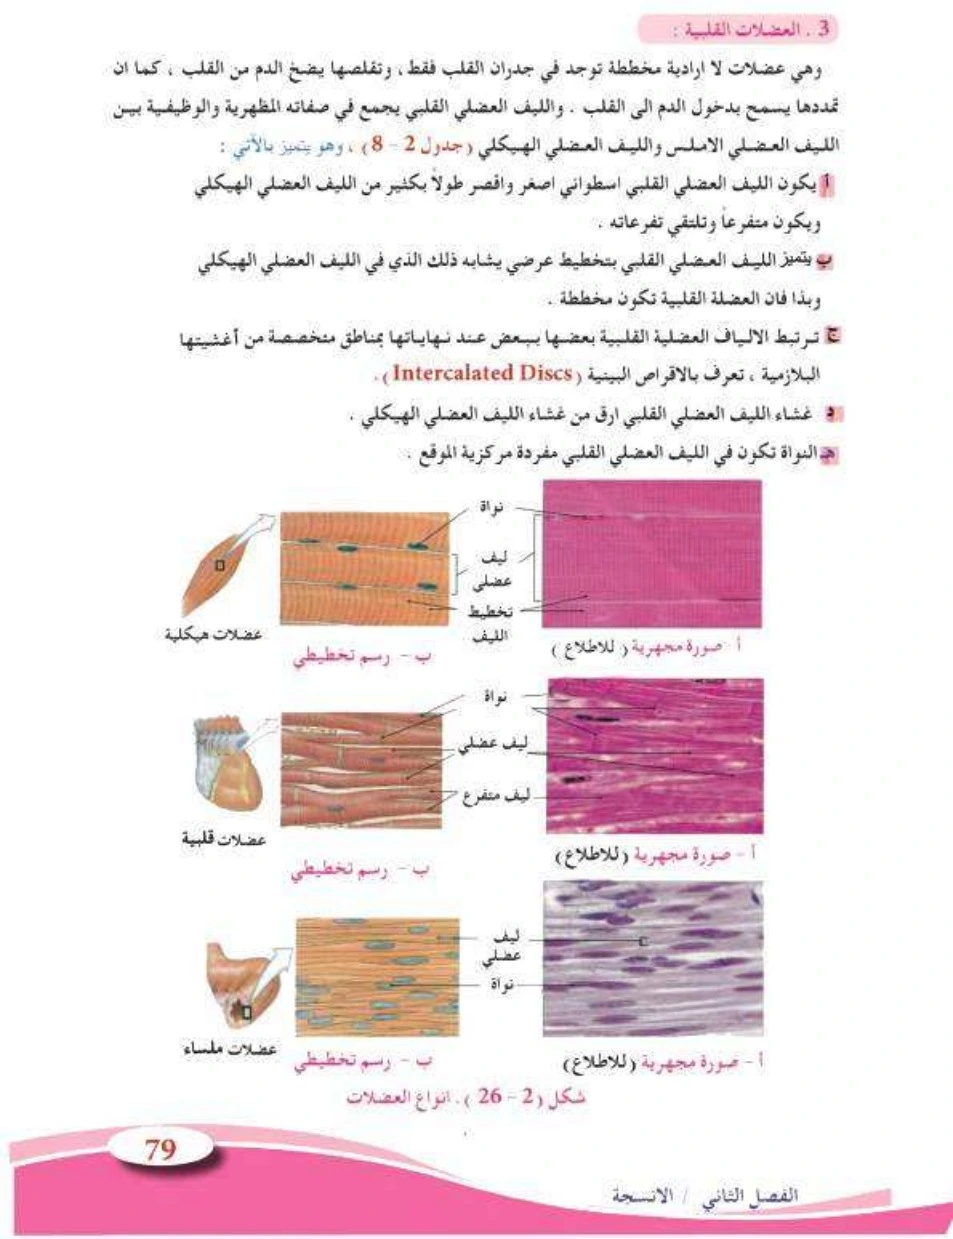 3 . العضلات القلبية :
وهي عضلات لا ارادية مخططة توجد في جدران القلب فقط ، وتقلصها يضخ الدم من القلب ، كما ان
تمددها يسمح بدخول الدم الى القلب . والليف العضلي القلبي يجمع في صفاته المظهرية والوظيفية بين
الليف العضلي الاملس والليف العضلي الهيكلي ( جدول 2 - 8 ) ، وهو يتميز بالآتي :
أ يكون الليف العضلي القلبي اسطواني اصغر واقصر طولاً بكثير من الليف العضلي الهيكلي
ويكون متفرعاً وتلتقي تفرعاته .
ب يتميز الليف العضلي القلبي بتخطيط عرضي يشابه ذلك الذي في الليف العضلي الهيكلي
وبذا فان العضلة القلبية تكون مخططة .
ج ترتبط الالياف العضلية القلبية بعضها ببعض عند نهاياتها بمناطق متخصصة من أغشيتها
البلازمية ، تعرف بالاقراص البينية ( Intercalated Discs ) .
د غشاء الليف العضلي القلبي ارق من غشاء الليف العضلي الهيكلي .
هـ النواة تكون في الليف العضلي القلبي مفردة مركزية الموقع .
نواة
ليف
عضلي
تخطيط
الليف
عضلات هيكلية
أ - صورة مجهرية ( للاطلاع )
ب - رسم تخطيطي
نواة
ليف عضلي
ليف متفرع
عضلات قلبية
أ - صورة مجهرية ( للاطلاع )
ب - رسم تخطيطي
ليف
عضلي
نواة
عضلات ملساء
أ - صورة مجهرية ( للاطلاع )
ب - رسم تخطيطي
شكل ( 2 - 26 ) . انواع العضلات
79
الفصل الثاني / الانسجة